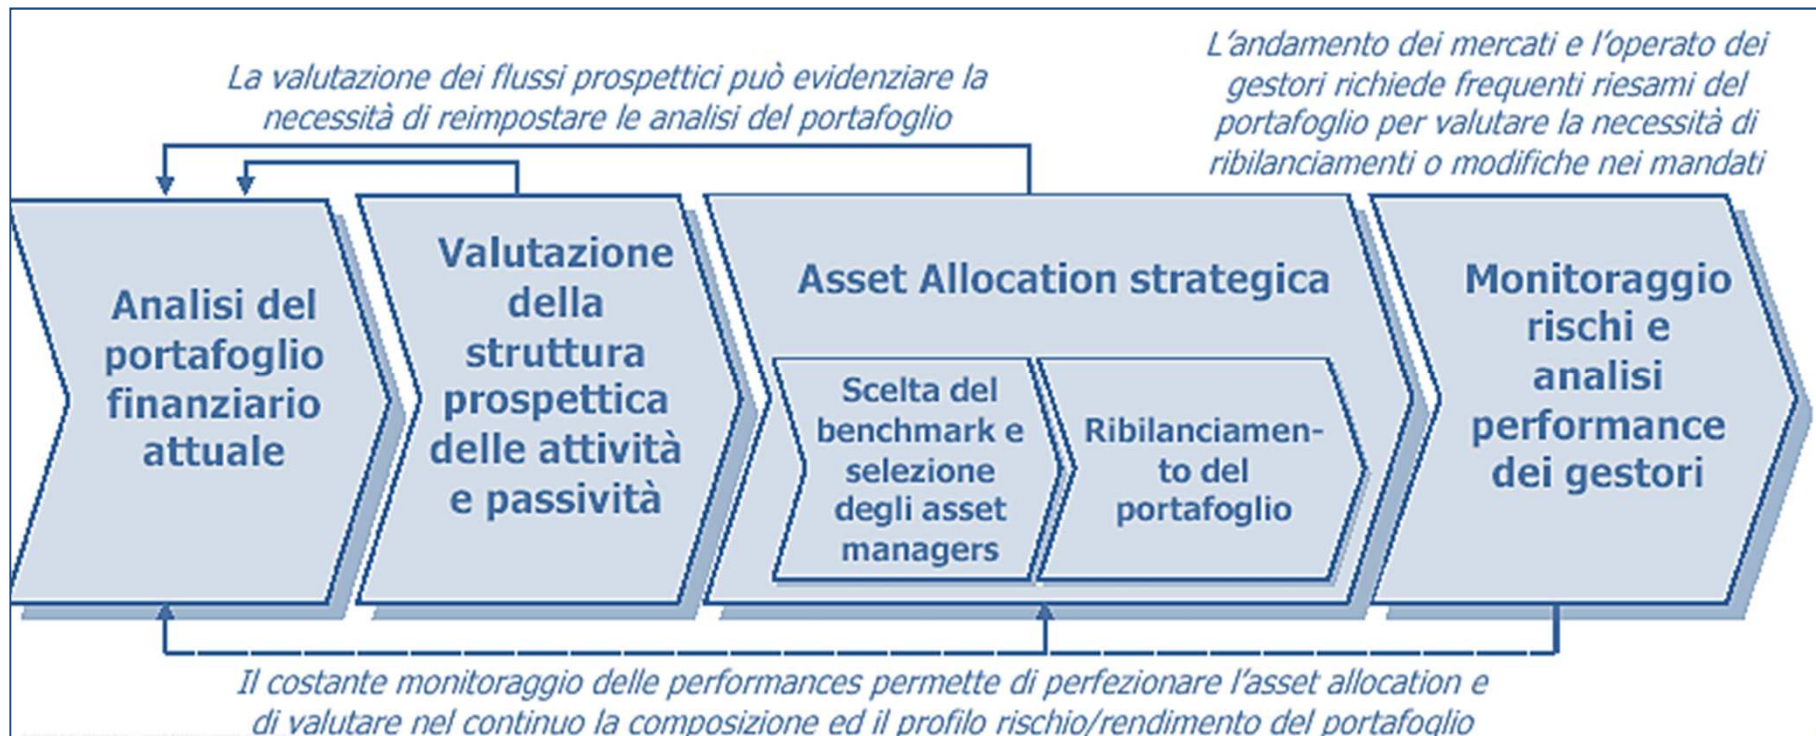 La valutazione dei flussi prospettici può evidenziare la
necessità di reimpostare le analisi del portafoglio
L'andamento dei mercati e l'operato dei
gestori richiede frequenti riesami del
portafoglio per valutare la necessità di
ribilanciamenti o modifiche nei mandati
Analisi del
portafoglio
finanziario
attuale
Valutazione
della
struttura
prospettica
delle attività
e passività
Asset Allocation strategica
Scelta del
benchmark e
selezione
degli asset
managers
Ribilanciamen-
to del
portafoglio
Monitoraggio
rischi e
analisi
performance
dei gestori
Il costante monitoraggio delle performances permette di perfezionare l'asset allocation e
di valutare nel continuo la composizione ed il profilo rischio/rendimento del portafoglio